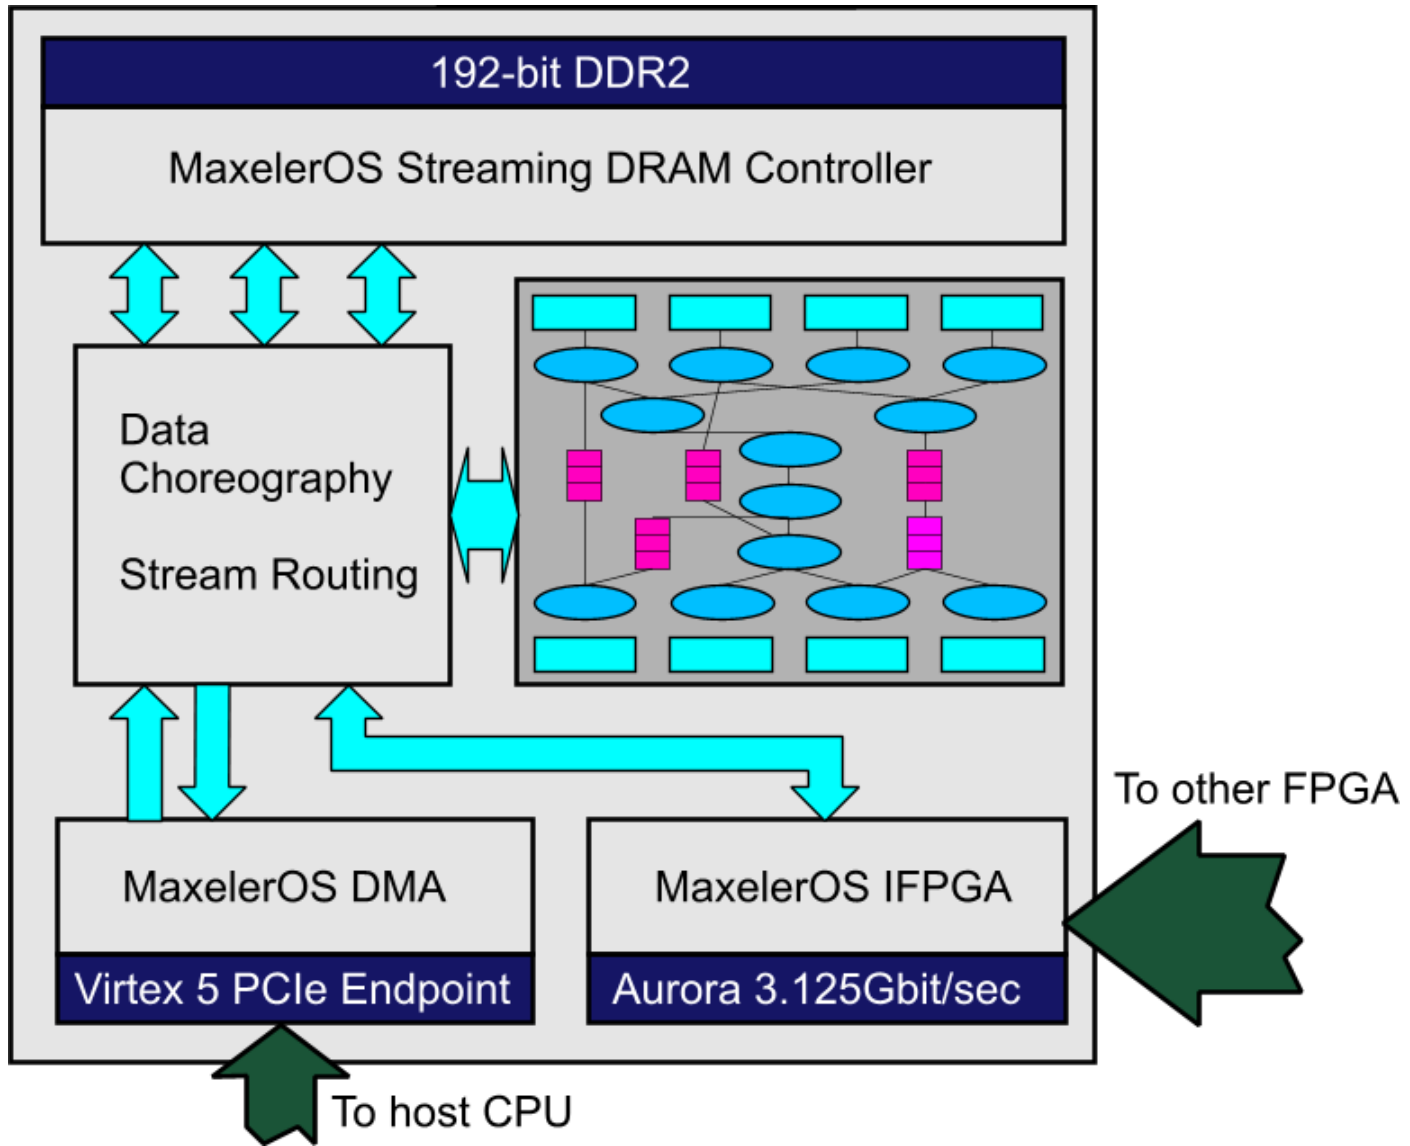 192-bit DDR2
MaxelerOS Streaming DRAM Controller
Data
Choreography
Stream Routing
To other FPGA
MaxelerOS DMA
MaxelerOS IFPGA
Virtex 5 PCIe Endpoint
Aurora 3.125Gbit/sec
To host CPU